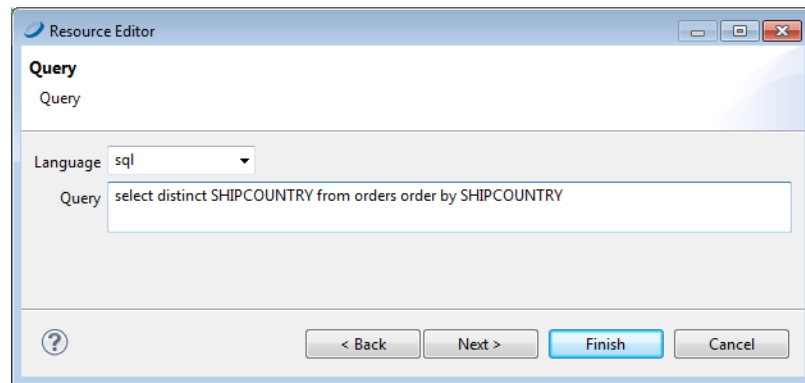 Resource Editor
Query
Query
Language sql
Query select distinct SHIPCOUNTRY from orders order by SHIPCOUNTRY
?
< Back Next > Finish Cancel